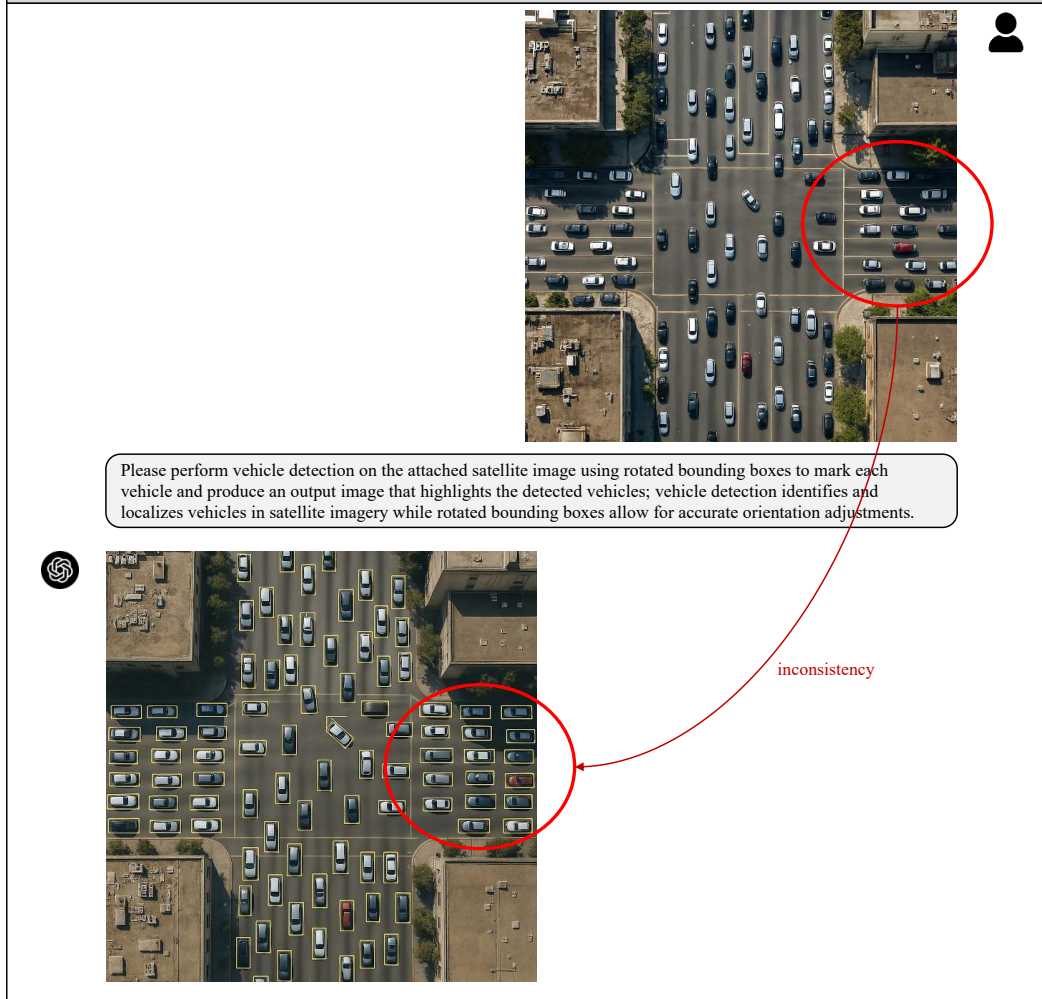 Please perform vehicle detection on the attached satellite image using rotated bounding boxes to mark each
vehicle and produce an output image that highlights the detected vehicles; vehicle detection identifies and
localizes vehicles in satellite imagery while rotated bounding boxes allow for accurate orientation adjustments.
inconsistency